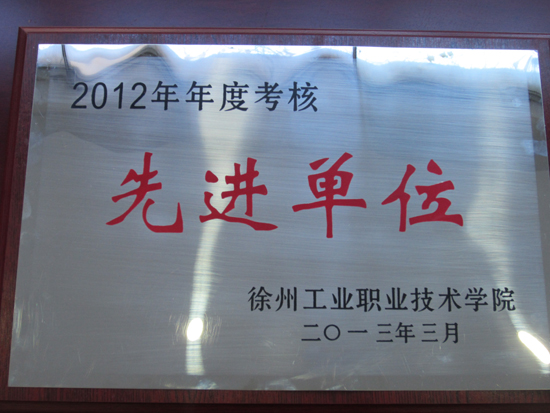 2012年年度考核
先进单位
徐州工业职业技术学院
二〇一三年三月